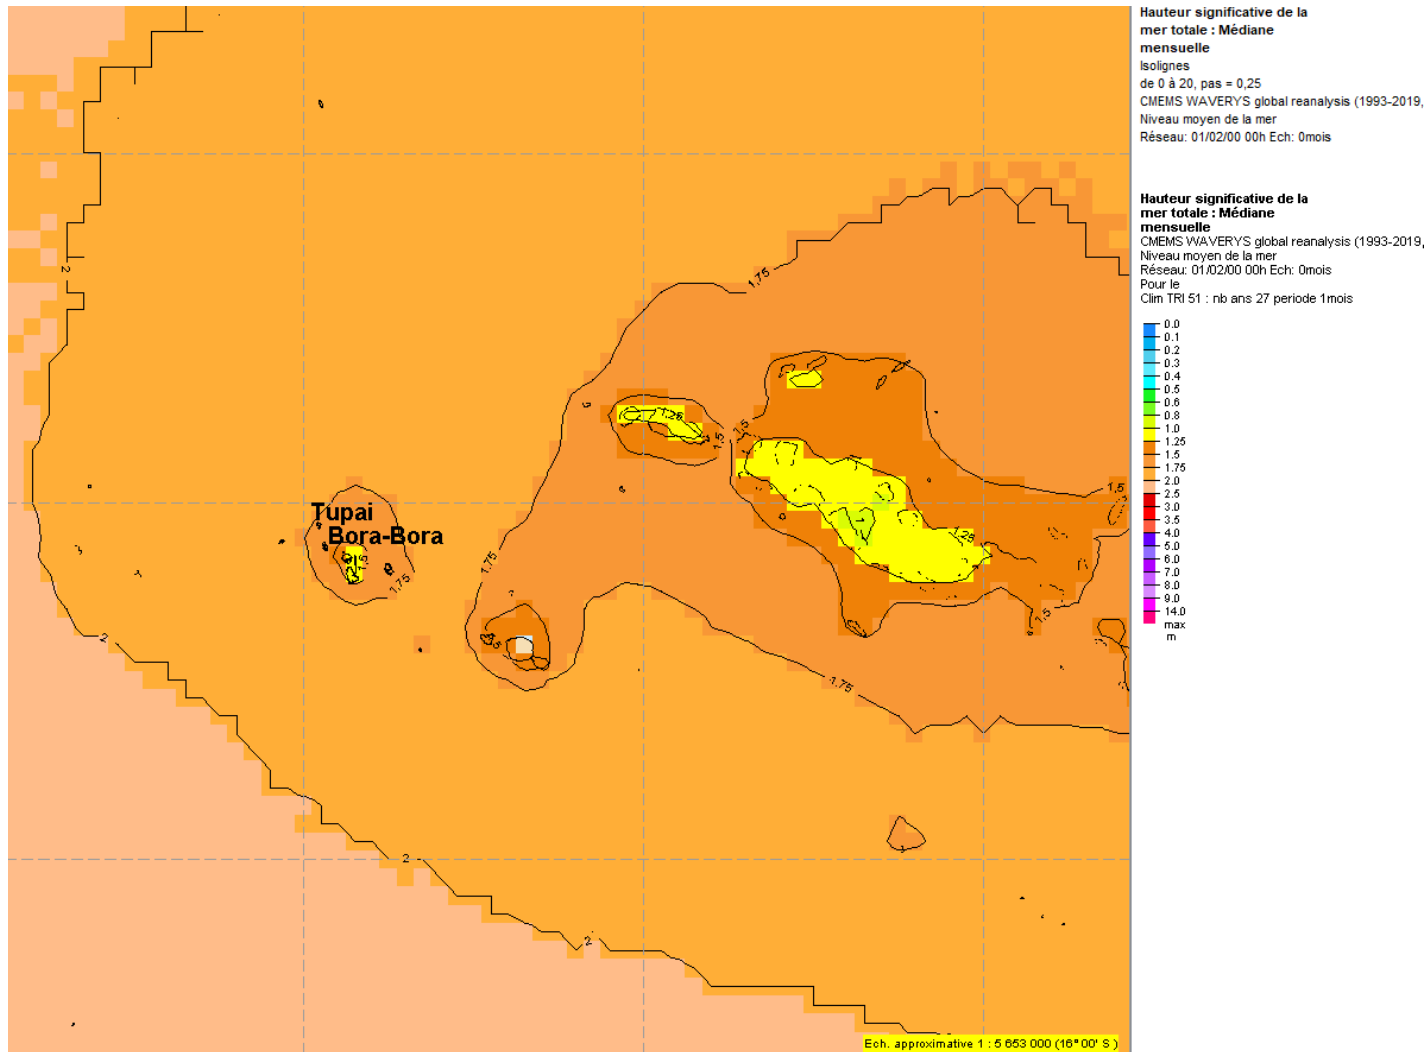 Hauteur significative de la
mer totale : Médiane
mensuelle
Isolignes
de 0 à 20, pas = 0,25
CMEMS WAVERYS global reanalysis (1993-2019,
Niveau moyen de la mer
Réseau: 01/02/00 00h Ech: 0mois
Hauteur significative de la
mer totale : Médiane
mensuelle
CMEMS WAVERYS global reanalysis (1993-2019,
Niveau moyen de la mer
Réseau: 01/02/00 00h Ech: 0mois
Pour le
Clim TRI 51 : nb ans 27 periode 1mois
0.0
0.1
0.2
0.3
0.4
0.5
0.6
0.8
1.0
1.25
1.5
1.75
2.0
2.5
3.0
3.5
4.0
5.0
6.0
7.0
8.0
9.0
14.0
max
m
2
1,75
1,25
1,5
1,5
1,5
Tupai
Bora-Bora
1,5
1,75
1,75
1
1,25
1,5
2
1,75
2
2
Ech. approximative 1 : 5 653 000 (16° 00' S )